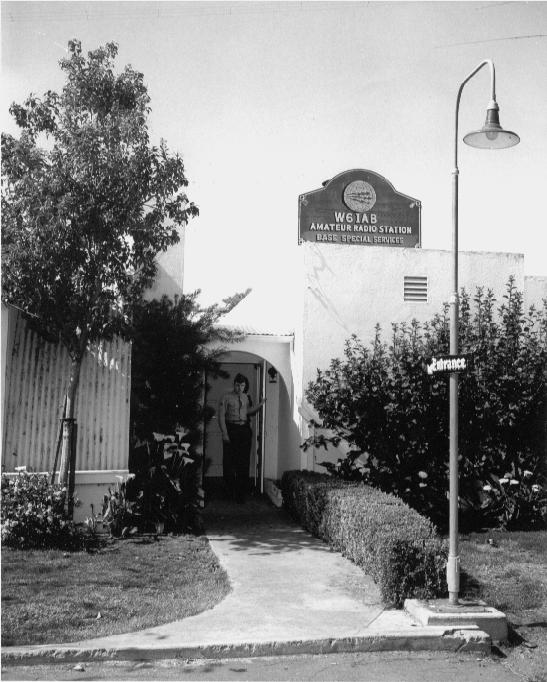 W6IAB
AMATEUR RADIO STATION
BASE SPECIAL SERVICES
Entrance